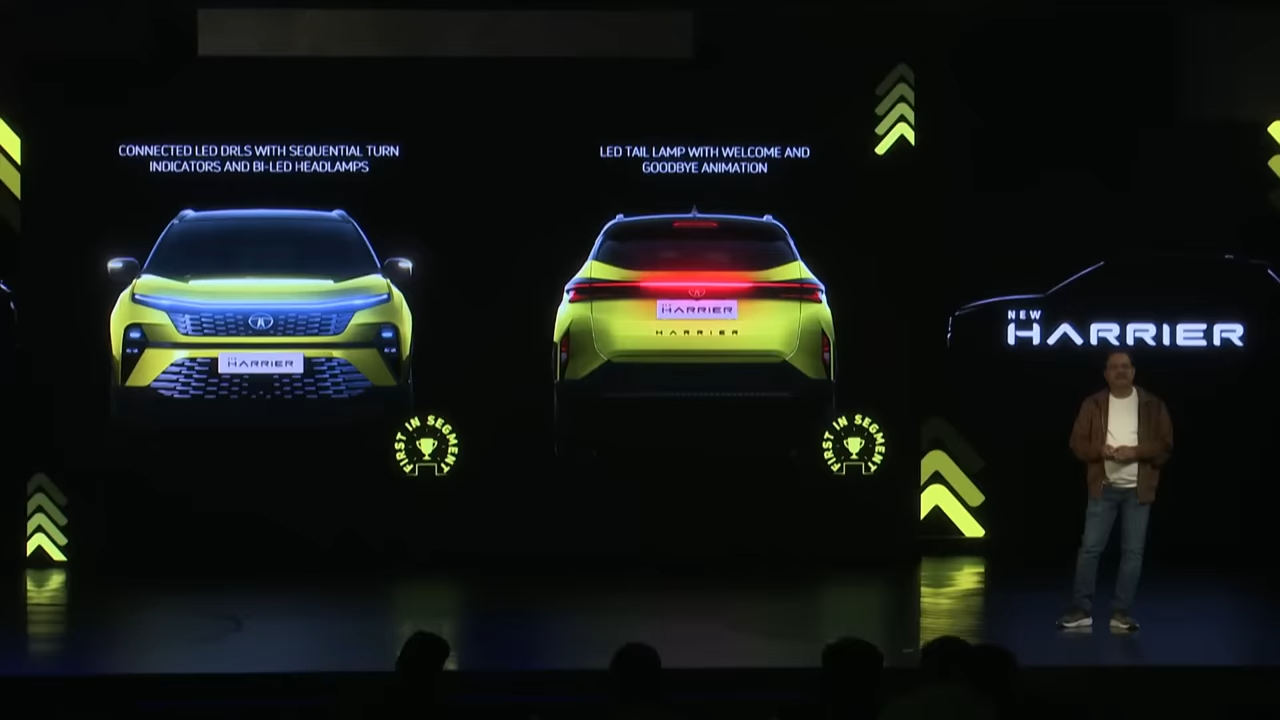 CONNECTED LED DRLS WITH SEQUENTIAL TURN
INDICATORS AND BI-LED HEADLAMPS
LED TAIL LAMP WITH WELCOME AND
GOODBYE ANIMATION
HARRIER
HARRIER
HARRIER
FIRST IN SEGMENT
FIRST IN SEGMENT
NEW
HARRIER